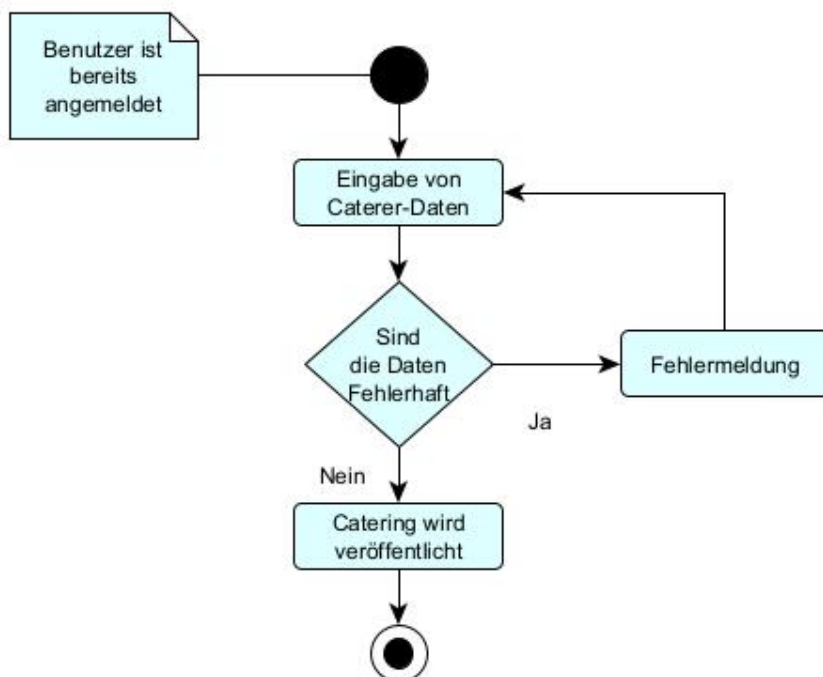 Benutzer ist
bereits
angemeldet
Eingabe von
Caterer-Daten
Sind
die Daten
Fehlerhaft
Fehlermeldung
Ja
Nein
Catering wird
veröffentlicht